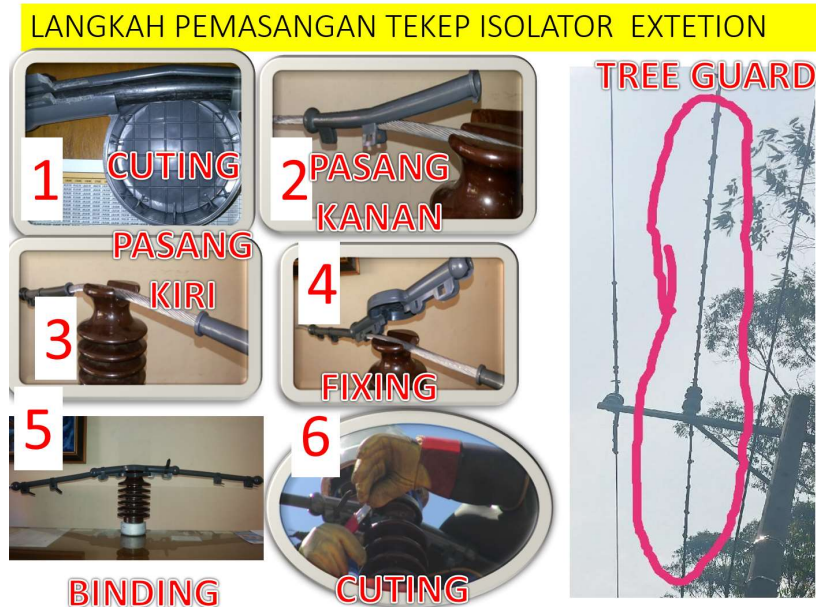 LANGKAH PEMASANGAN TEKEP ISOLATOR EXTETION
TREE GUARD
1
CUTING
2
PASANG
KANAN
3
PASANG
KIRI
4
FIXING
5
BINDING
6
CUTING